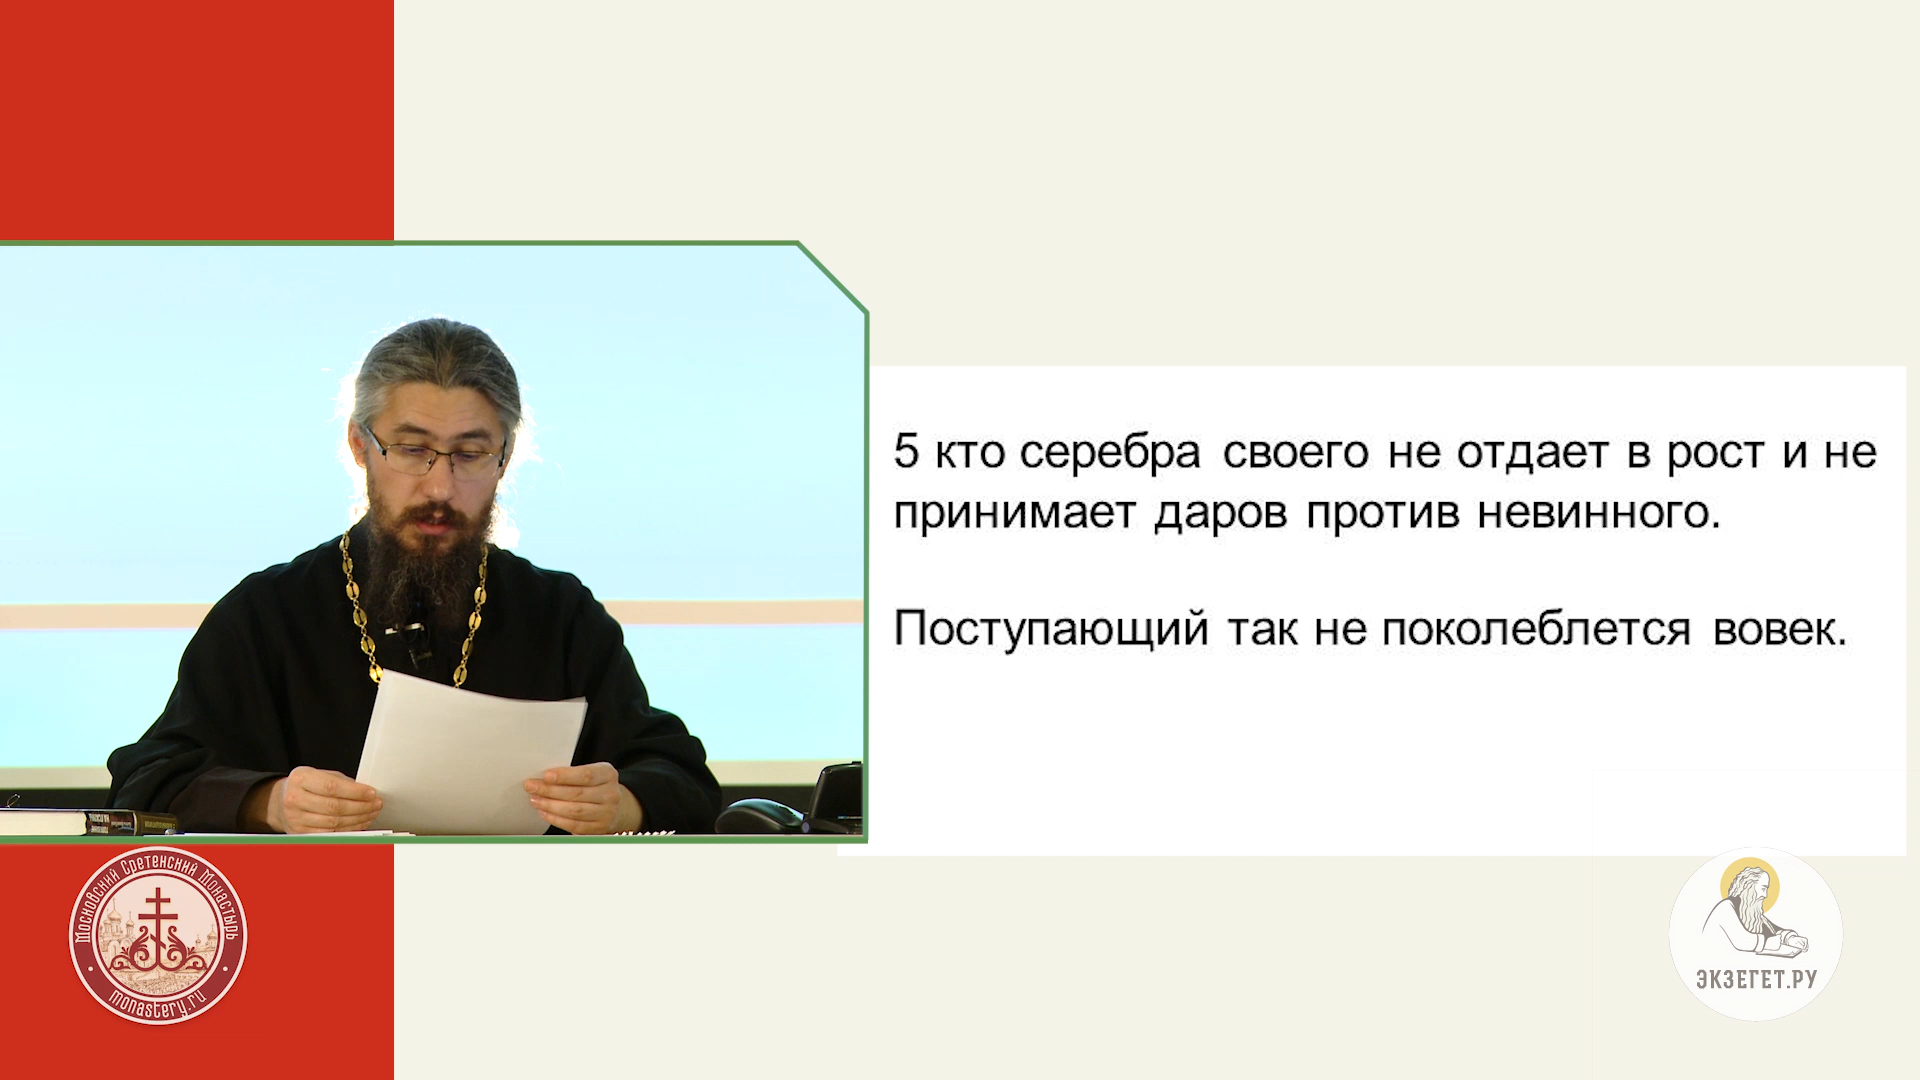 5 кто серебра своего не отдает в рост и не
принимает даров против невинного.
Поступающий так не поколеблется вовек.
Московский Сретенский Монастырь
monastery.ru
ЭКЗЕГЕТ.РУ